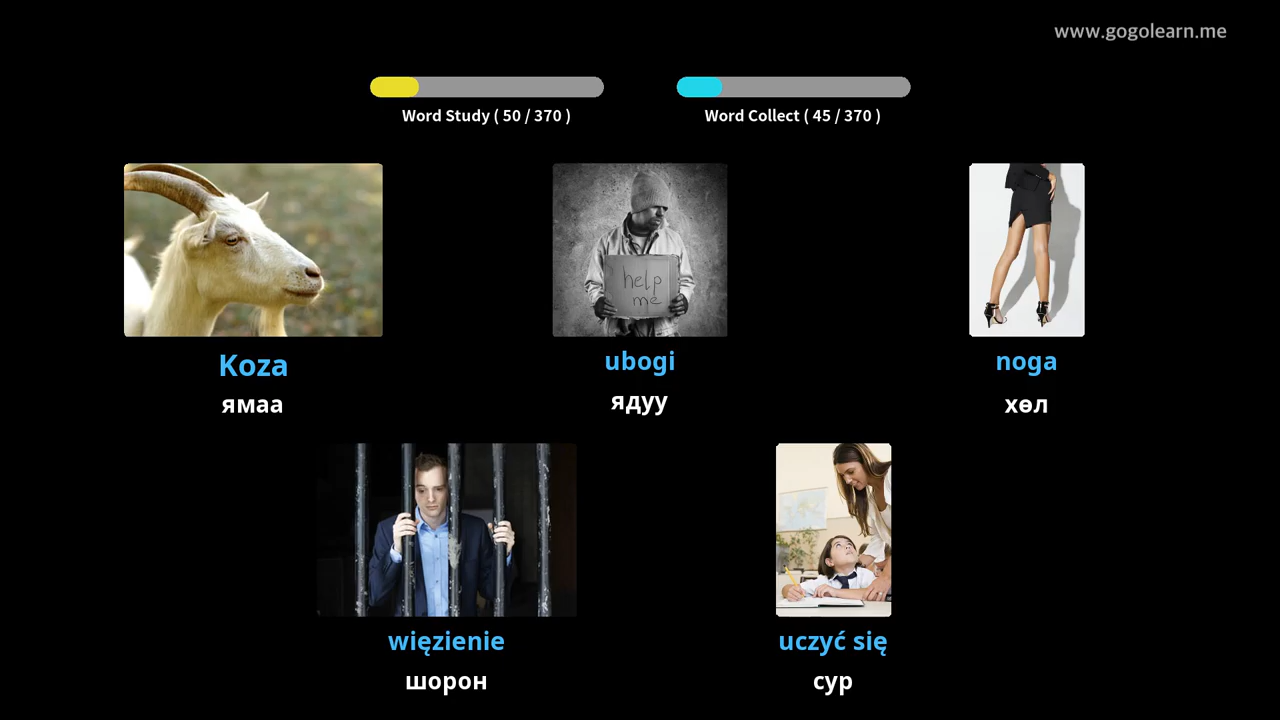 www.gogolearn.me
Word Study ( 50 / 370 )
Word Collect ( 45 / 370 )
help
me
Koza
ямаа
ubogi
ядуу
noga
хөл
więzienie
шорон
uczyć się
сур